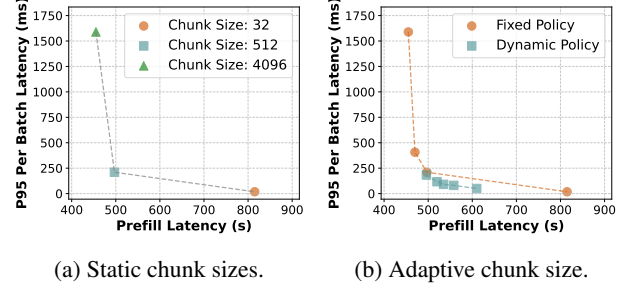 P95 Per Batch Latency (ms)
1750
1500
1250
1000
750
500
250
0
Chunk Size: 32
Chunk Size: 512
Chunk Size: 4096
400 500 600 700 800 900
Prefill Latency (s)
(a) Static chunk sizes.
P95 Per Batch Latency (ms)
1750
1500
1250
1000
750
500
250
0
Fixed Policy
Dynamic Policy
400 500 600 700 800 900
Prefill Latency (s)
(b) Adaptive chunk size.